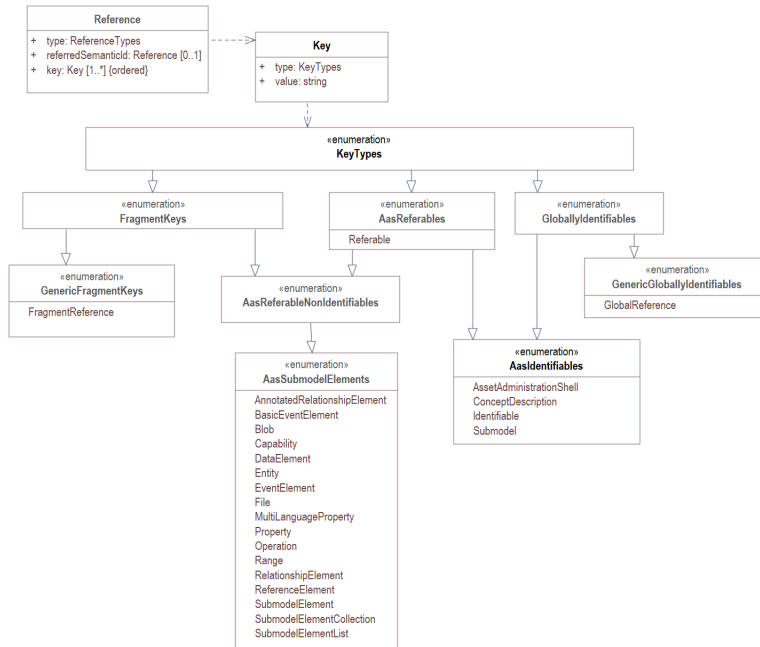 Reference
+ type: ReferenceTypes
+ referredSemanticId: Reference [0..1]
+ key: Key [1..*] {ordered}
Key
+ type: KeyTypes
+ value: string
«enumeration»
KeyTypes
«enumeration»
FragmentKeys
«enumeration»
AasReferables
Referable
«enumeration»
GloballyIdentifiables
«enumeration»
GenericFragmentKeys
FragmentReference
«enumeration»
AasReferableNonIdentifiables
«enumeration»
GenericGloballyIdentifiables
GlobalReference
«enumeration»
AasSubmodelElements
AnnotatedRelationshipElement
BasicEventElement
Blob
Capability
DataElement
Entity
EventElement
File
MultiLanguageProperty
Property
Operation
Range
RelationshipElement
ReferenceElement
SubmodelElement
SubmodelElementCollection
SubmodelElementList
«enumeration»
AasIdentifiables
AssetAdministrationShell
ConceptDescription
Identifiable
Submodel